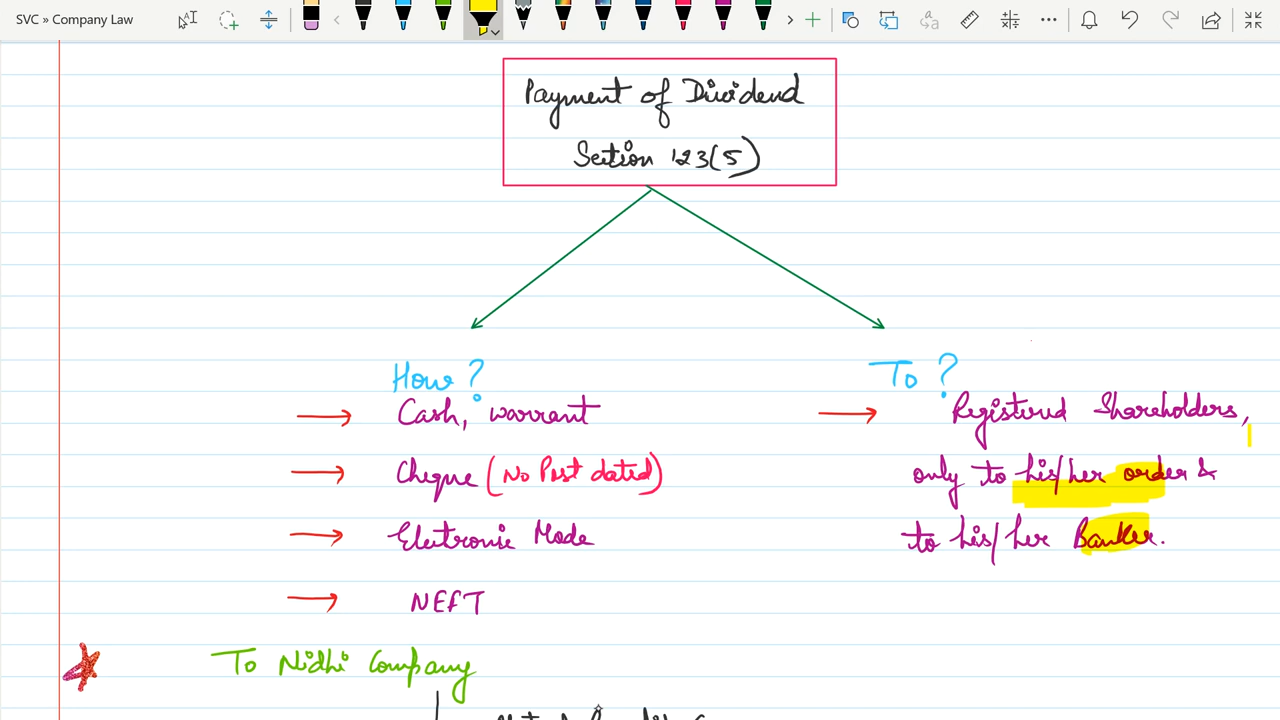 SVC » Company Law
Payment of Dividend
Section 123(5)
How ?
Cash, warrant
Cheque (No Post dated)
Electronic Mode
NEFT
To ?
Registered Shareholders,
only to his/her order &
to his/her Banker.
To Nidhi Company